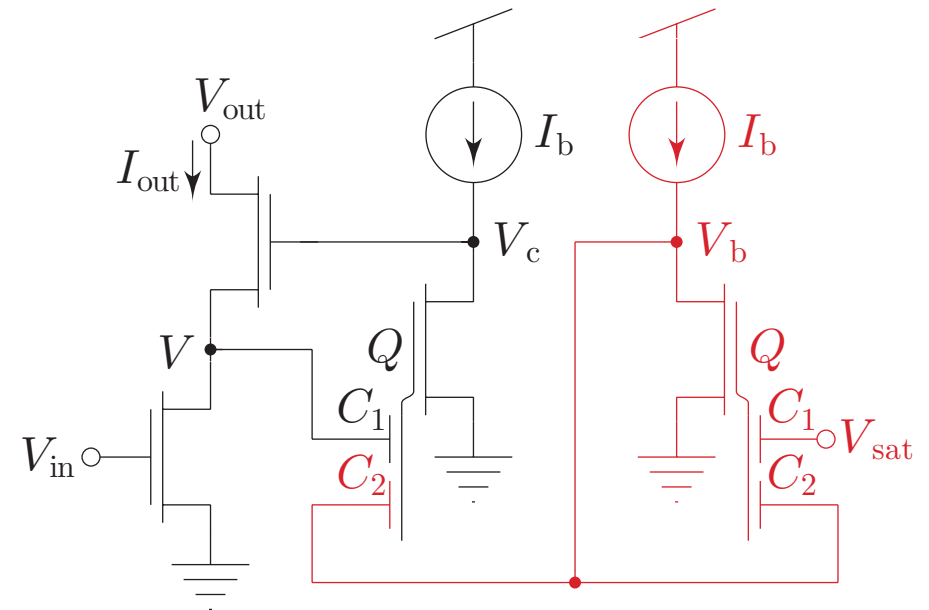 V_out
I_out
I_b
I_b
V_c
V_b
V
Q
Q
C_1
C_1
V_in
V_sat
C_2
C_2